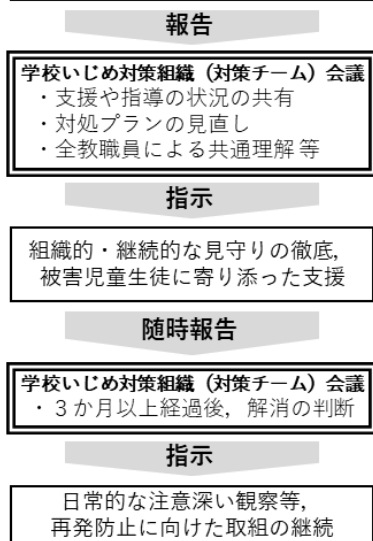 報告
学校いじめ対策組織（対策チーム）会議
・支援や指導の状況の共有
・対処プランの見直し
・全教職員による共通理解 等
指示
組織的・継続的な見守りの徹底，
被害児童生徒に寄り添った支援
随時報告
学校いじめ対策組織（対策チーム）会議
・３か月以上経過後，解消の判断
指示
日常的な注意深い観察等，
再発防止に向けた取組の継続